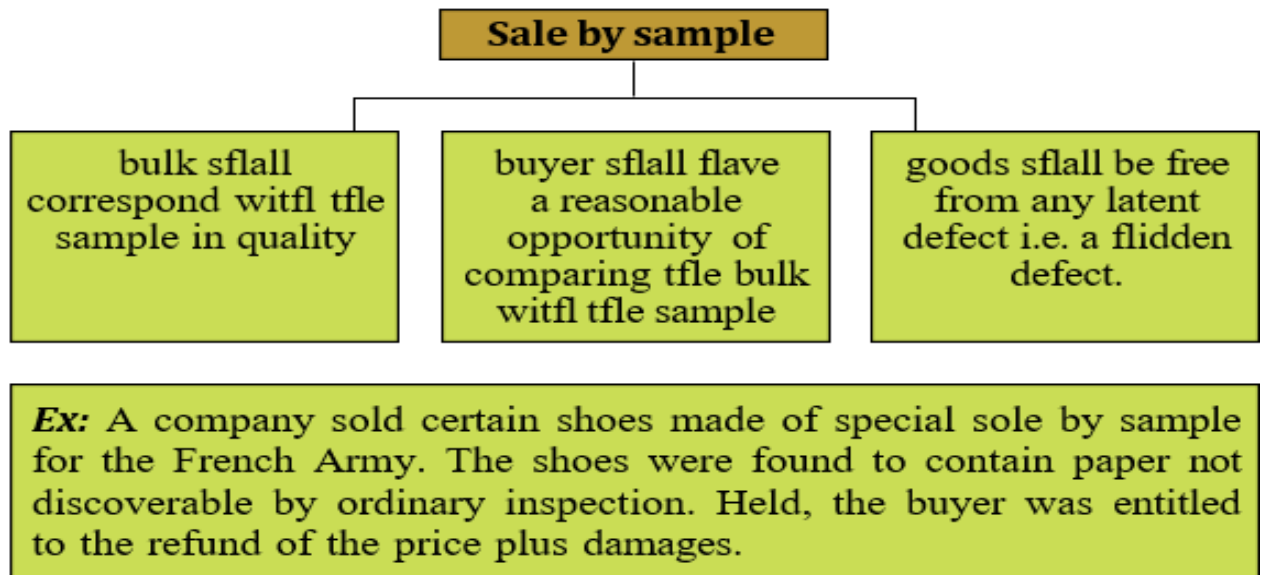 Sale by sample
bulk sflall
correspond witfl tfle
sample in quality
buyer sflall flave
a reasonable
opportunity of
comparing tfle bulk
witfl tfle sample
goods sflall be free
from any latent
defect i.e. a flidden
defect.
Ex: A company sold certain shoes made of special sole by sample
for the French Army. The shoes were found to contain paper not
discoverable by ordinary inspection. Held, the buyer was entitled
to the refund of the price plus damages.